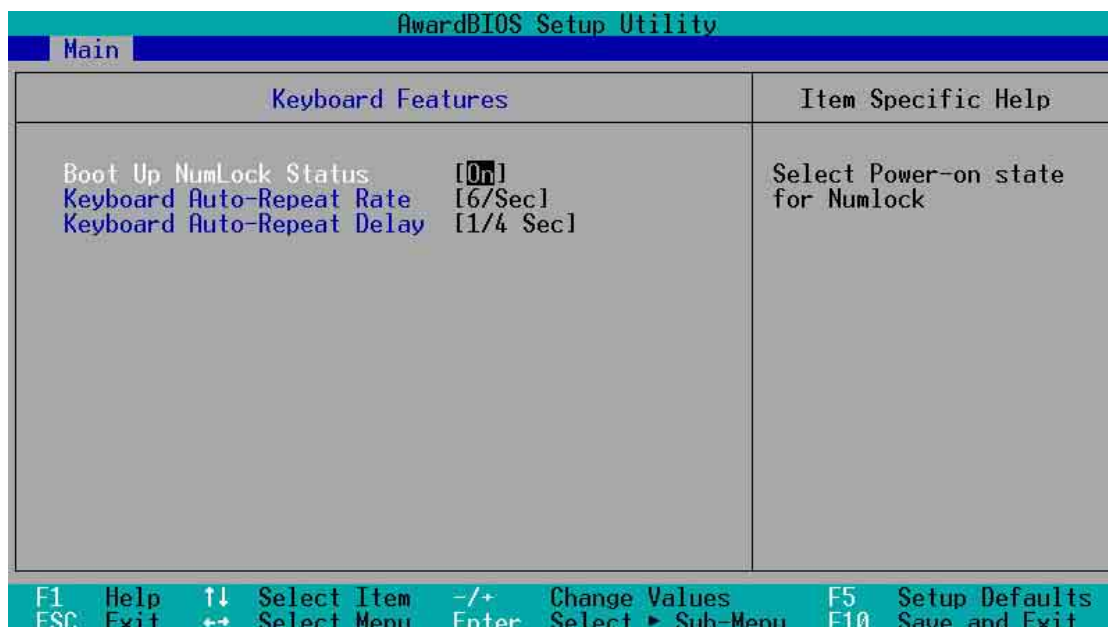 AwardBIOS Setup Utility
Main
Keyboard Features
Item Specific Help
Boot Up NumLock Status [On]
Keyboard Auto-Repeat Rate [6/Sec]
Keyboard Auto-Repeat Delay [1/4 Sec]
Select Power-on state
for Numlock
F1 Help ↑↓ Select Item -/+ Change Values F5 Setup Defaults
ESC Exit ←→ Select Menu Enter Select ► Sub-Menu F10 Save and Exit